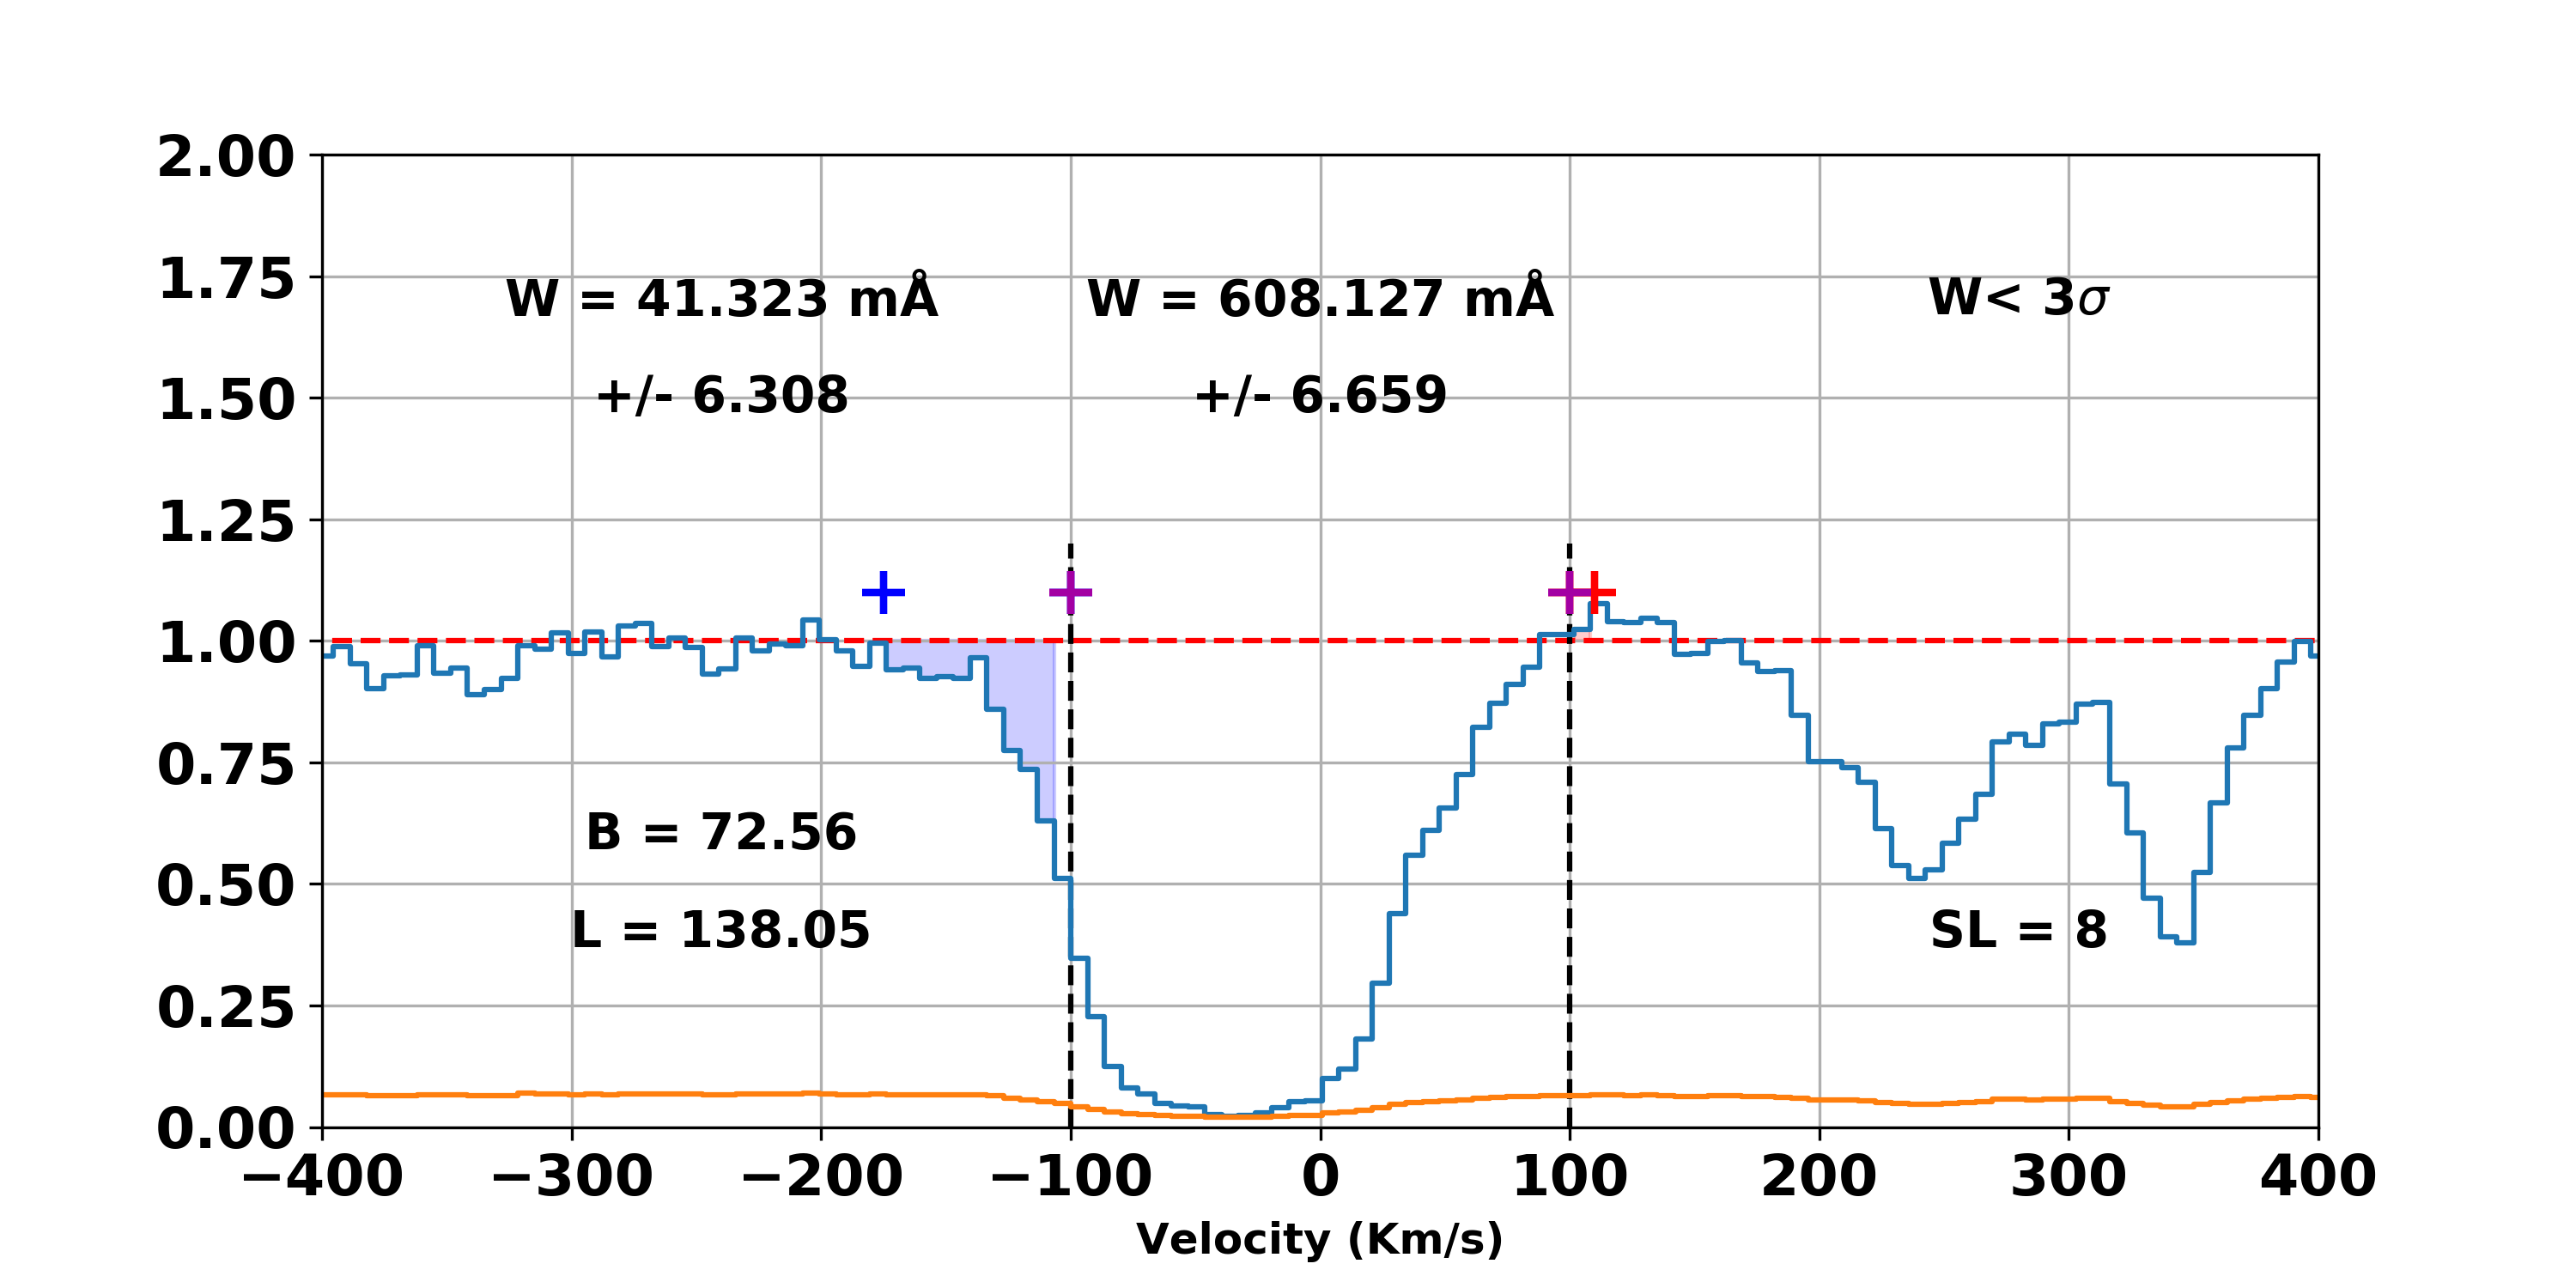 2.00
1.75
1.50
1.25
1.00
0.75
0.50
0.25
0.00
W = 41.323 mÅ
+/- 6.308
W = 608.127 mÅ
+/- 6.659
W< 3σ
B = 72.56
L = 138.05
SL = 8
−400 −300 −200 −100 0 100 200 300 400
Velocity (Km/s)